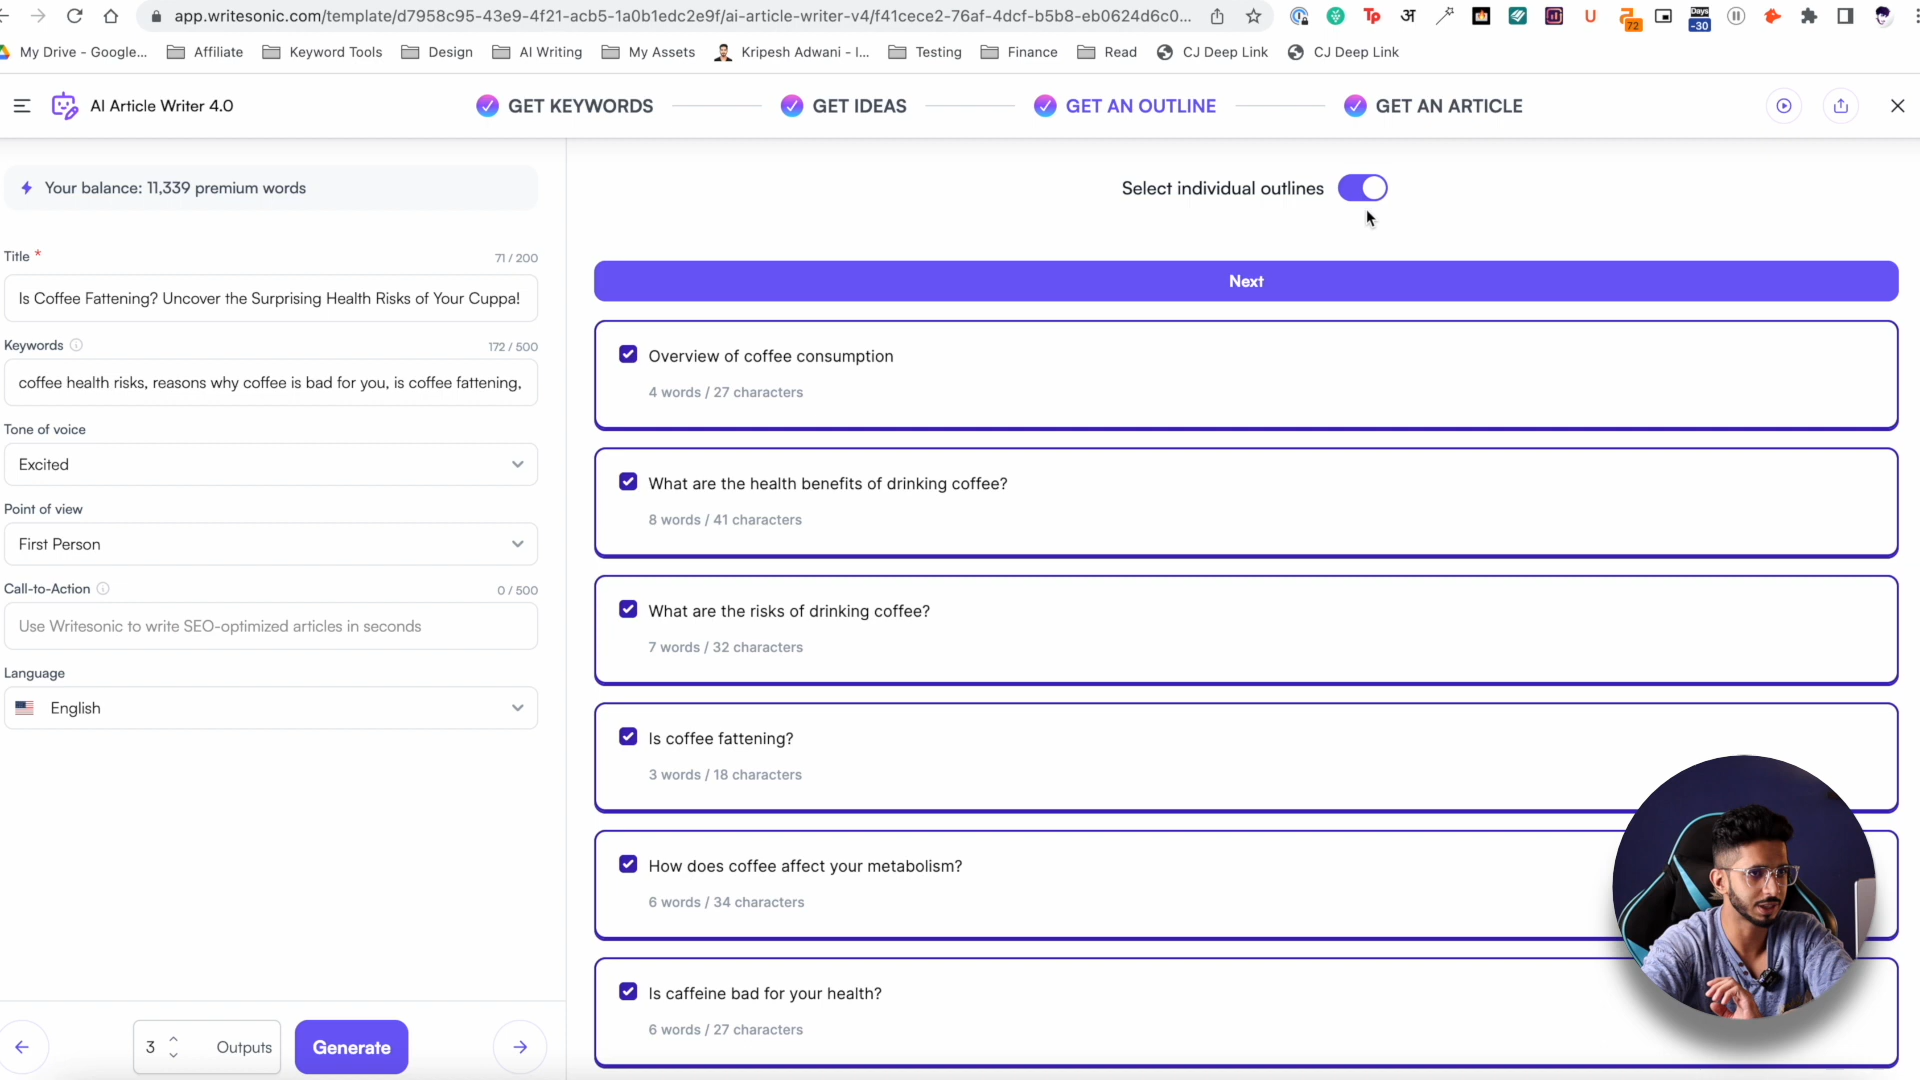 app.writesonic.com/template/d7958c95-43e9-4f21-acb5-1a0b1edc2e9f/ai-article-writer-v4/f41cece2-76af-4dcf-b5b8-eb0624d6c0...
Tp
अ
U
72
Days
-30
My Drive - Google...
Affiliate
Keyword Tools
Design
AI Writing
My Assets
Kripesh Adwani - I...
Testing
Finance
Read
CJ Deep Link
CJ Deep Link
AI Article Writer 4.0
GET KEYWORDS
GET IDEAS
GET AN OUTLINE
GET AN ARTICLE
Your balance: 11,339 premium words
Title *
71 / 200
Is Coffee Fattening? Uncover the Surprising Health Risks of Your Cuppa!
Keywords
172 / 500
coffee health risks, reasons why coffee is bad for you, is coffee fattening,
Tone of voice
Excited
Point of view
First Person
Call-to-Action
0 / 500
Use Writesonic to write SEO-optimized articles in seconds
Language
English
3
Outputs
Generate
Select individual outlines
Next
Overview of coffee consumption
4 words / 27 characters
What are the health benefits of drinking coffee?
8 words / 41 characters
What are the risks of drinking coffee?
7 words / 32 characters
Is coffee fattening?
3 words / 18 characters
How does coffee affect your metabolism?
6 words / 34 characters
Is caffeine bad for your health?
6 words / 27 characters